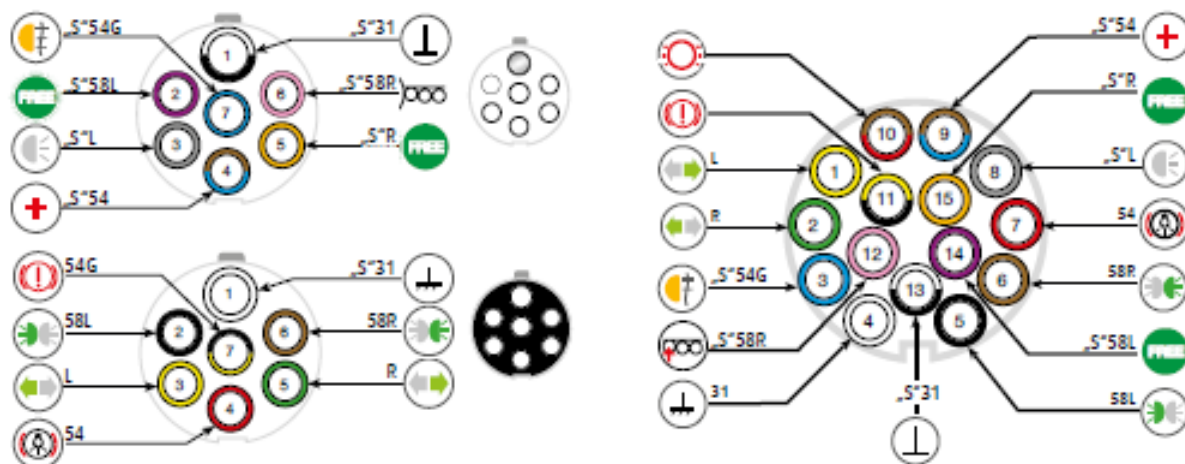 „S“54G
„S“31
1
„S“58L
„S“58R
FREE
2
7
6
„S“L
„S“R
3
5
FREE
4
„S“54
54G
„S“31
1
58L
58R
2
7
6
L
R
3
5
4
54
„S“54
„S“R
10
9
FREE
L
„S“L
1
8
11
15
R
54
2
7
12
14
„S“54G
58R
3
13
6
4
5
„S“58R
„S“58L
FREE
31
„S“31
58L